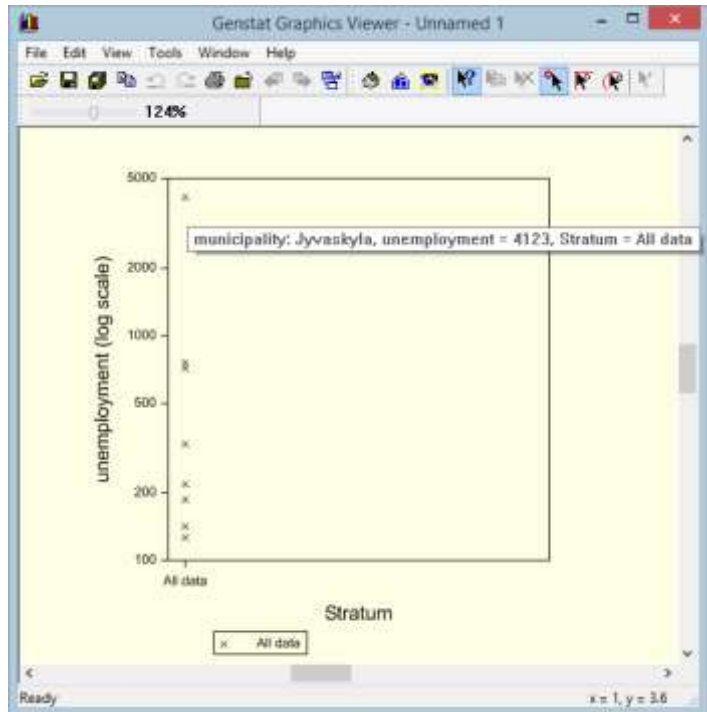 Genstat Graphics Viewer - Unnamed 1
File Edit View Tools Window Help
124%
5000
municipality: Jyvaskyla, unemployment = 4123, Stratum = All data
2000
1000
500
200
100
unemployment (log scale)
All data
Stratum
× All data
Ready x = 1, y = 3.6